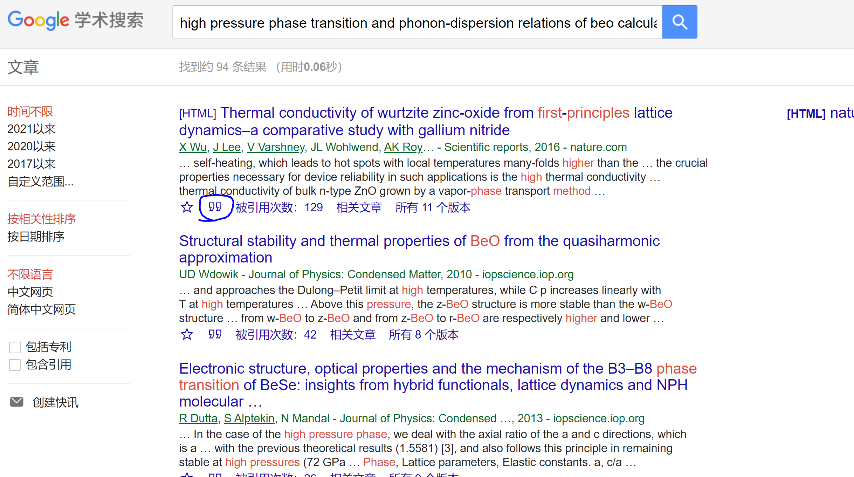 Google 学术搜索
high pressure phase transition and phonon-dispersion relations of beo calcula
文章
找到约 94 条结果 （用时0.06秒）
时间不限
2021以来
2020以来
2017以来
自定义范围...
按相关性排序
按日期排序
不限语言
中文网页
简体中文网页
包括专利
包含引用
创建快讯
[HTML] Thermal conductivity of wurtzite zinc-oxide from first-principles lattice
dynamics–a comparative study with gallium nitride
X Wu, J Lee, V Varshney, JL Wohlwend, AK Roy… - Scientific reports, 2016 - nature.com
… self-heating, which leads to hot spots with local temperatures many-folds higher than the … the crucial
properties necessary for device reliability in such applications is the high thermal conductivity …
thermal conductivity of bulk n-type ZnO grown by a vapor-phase transport method …
被引用次数：129 相关文章 所有 11 个版本
[HTML] natu
Structural stability and thermal properties of BeO from the quasiharmonic
approximation
UD Wdowik - Journal of Physics: Condensed Matter, 2010 - iopscience.iop.org
… and approaches the Dulong–Petit limit at high temperatures, while C p increases linearly with
T at high temperatures … Above this pressure, the z-BeO structure is more stable than the w-BeO
structure … from w-BeO to z-BeO and from z-BeO to r-BeO are respectively higher and lower …
被引用次数：42 相关文章 所有 8 个版本
Electronic structure, optical properties and the mechanism of the B3–B8 phase
transition of BeSe: insights from hybrid functionals, lattice dynamics and NPH
molecular …
R Dutta, S Alptekin, N Mandal - Journal of Physics: Condensed …, 2013 - iopscience.iop.org
… In the case of the high pressure phase, we deal with the axial ratio of the a and c directions, which
is a … with the previous theoretical results (1.5581) [3], and also follows this principle in remaining
stable at high pressures (72 GPa … Phase, Lattice parameters, Elastic constants. a, c/a …